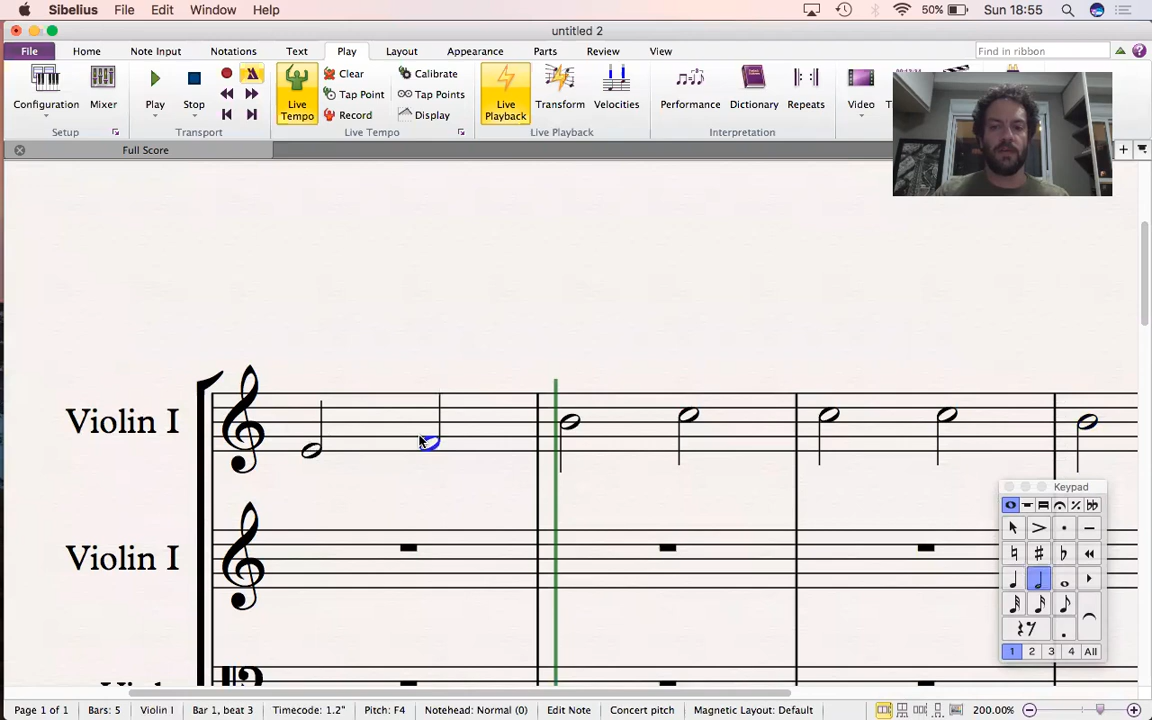 Sibelius File Edit Window Help 50% Sun 18:55
untitled 2
File Home Note Input Notations Text Play Layout Appearance Parts Review View Find in ribbon
Configuration Mixer Play Stop Live Tempo Clear Calibrate Live Playback Transform Velocities Performance Dictionary Repeats Video
Tap Point Tap Points
Record Display
Setup Transport Live Tempo Live Playback Interpretation
Full Score
Violin I
Keypad
Violin I
1 2 3 4 All
Page 1 of 1 Bars: 5 Violin I Bar 1, beat 3 Timecode: 1.2" Pitch: F4 Notehead: Normal (0) Edit Note Concert pitch Magnetic Layout: Default 200.00%